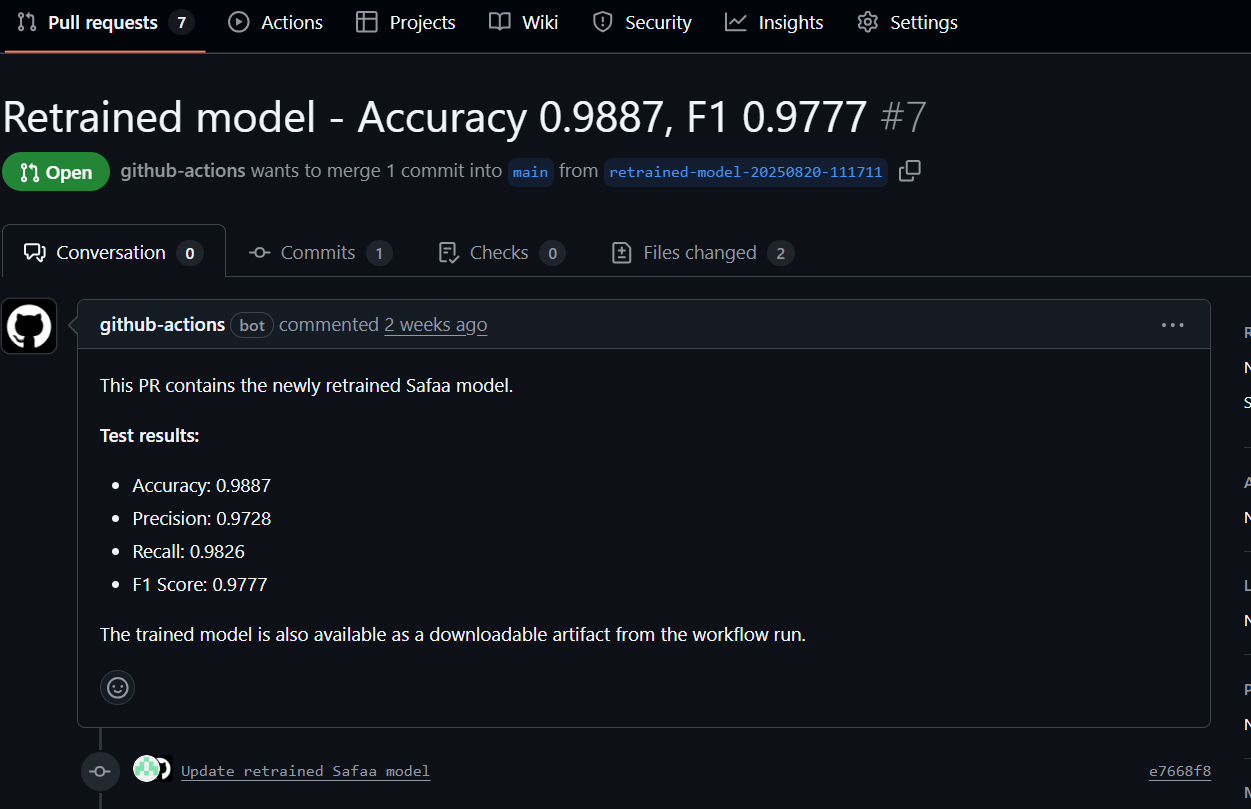 Pull requests 7 Actions Projects Wiki Security Insights Settings
Retrained model - Accuracy 0.9887, F1 0.9777 #7
Open github-actions wants to merge 1 commit into main from retrained-model-20250820-111711
Conversation 0 Commits 1 Checks 0 Files changed 2
github-actions bot commented 2 weeks ago
This PR contains the newly retrained Safaa model.
Test results:
• Accuracy: 0.9887
• Precision: 0.9728
• Recall: 0.9826
• F1 Score: 0.9777
The trained model is also available as a downloadable artifact from the workflow run.
Update retrained Safaa model e7668f8